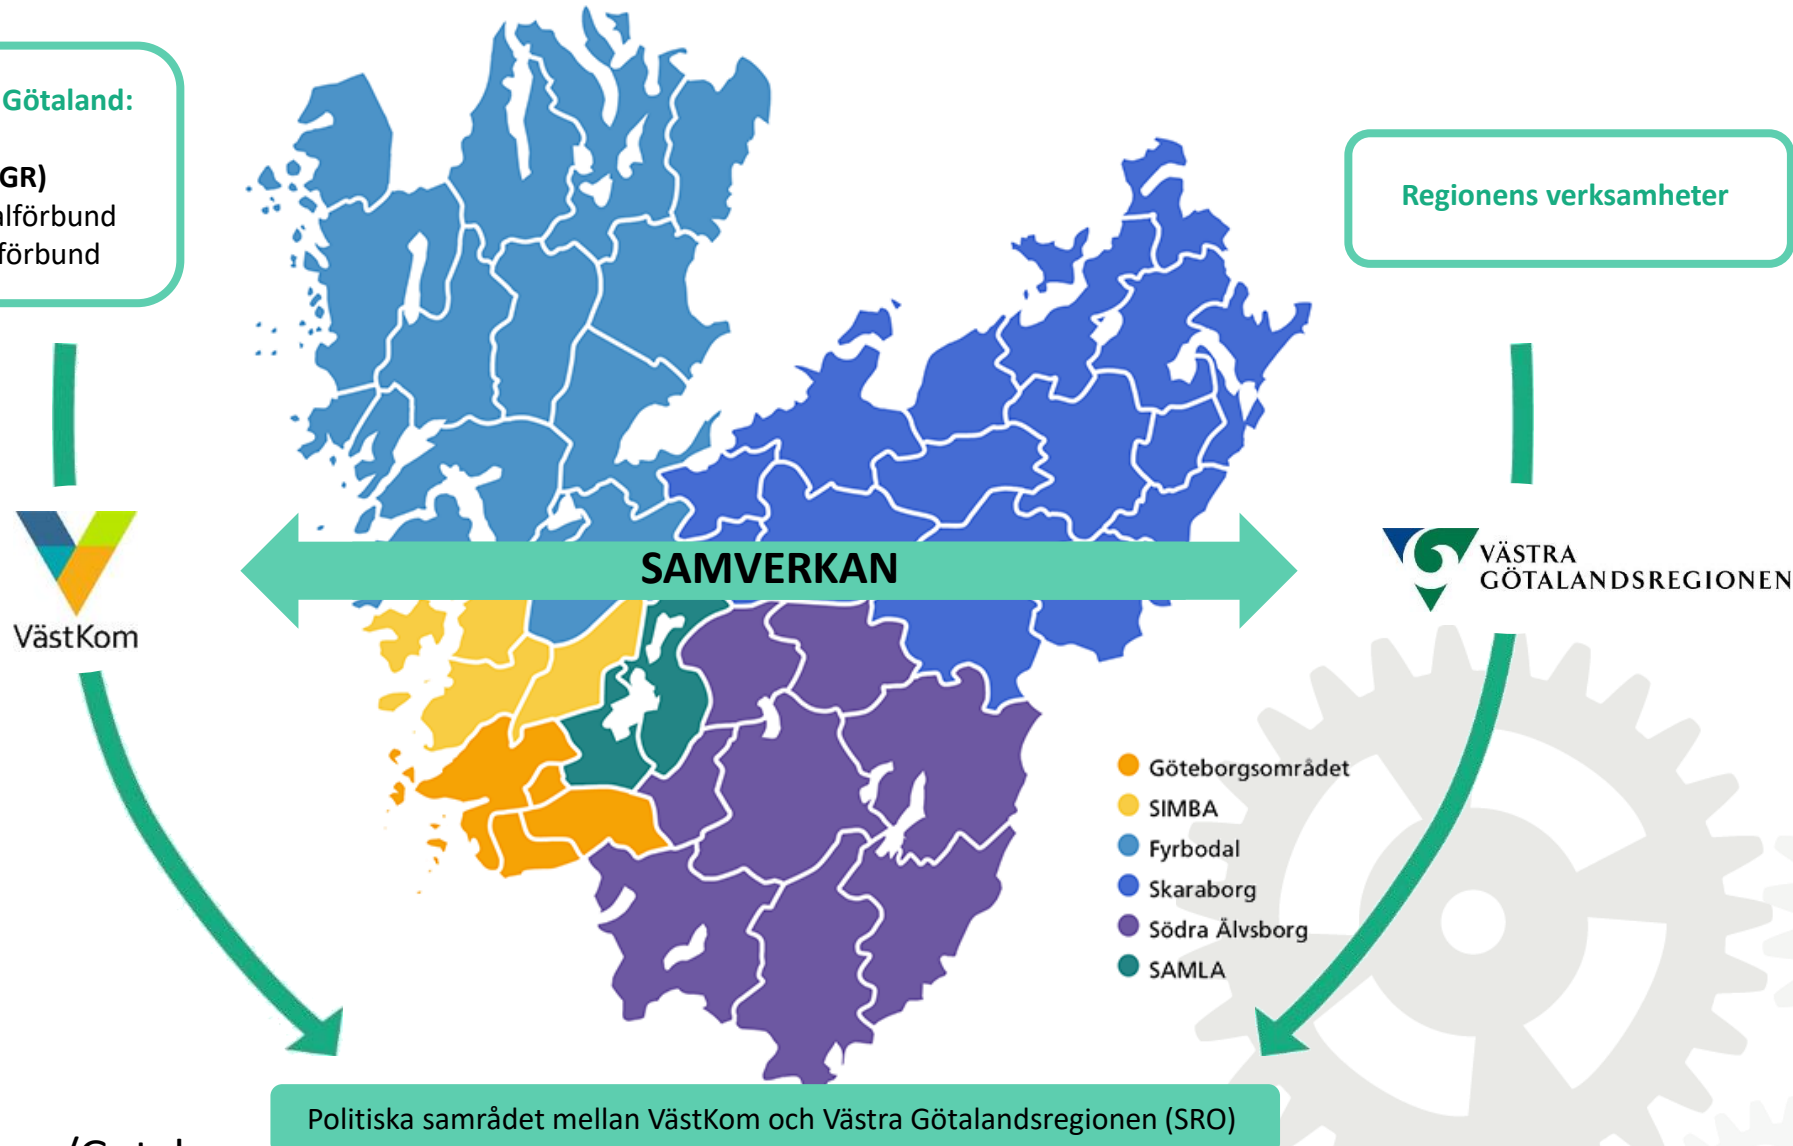 Götaland:
GR)
alförbund
förbund
Regionens verksamheter
SAMVERKAN
VästKom
VÄSTRA
GÖTALANDSREGIONEN
Göteborgsområdet
SIMBA
Fyrbodal
Skaraborg
Södra Älvsborg
SAMLA
Politiska samrådet mellan VästKom och Västra Götalandsregionen (SRO)